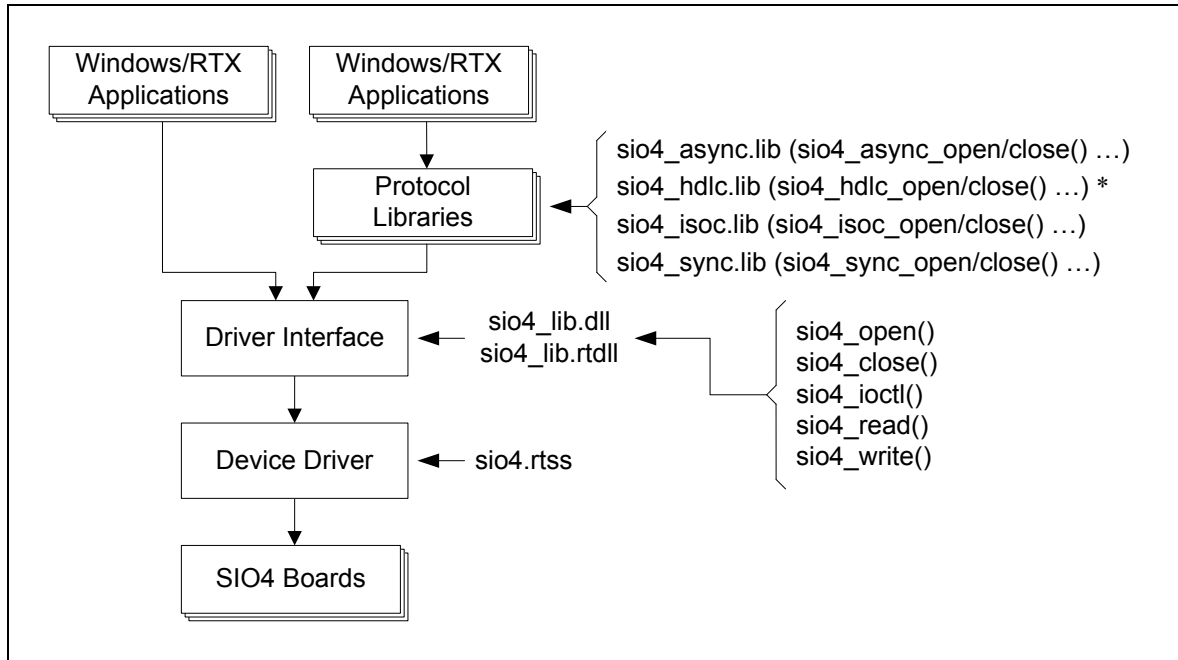 Windows/RTX
Applications
Windows/RTX
Applications
Protocol
Libraries
sio4_async.lib (sio4_async_open/close() …)
sio4_hdlc.lib (sio4_hdlc_open/close() …) *
sio4_isoc.lib (sio4_isoc_open/close() …)
sio4_sync.lib (sio4_sync_open/close() …)
Driver Interface
sio4_lib.dll
sio4_lib.rtdll
sio4_open()
sio4_close()
sio4_ioctl()
sio4_read()
sio4_write()
Device Driver
sio4.rtss
SIO4 Boards